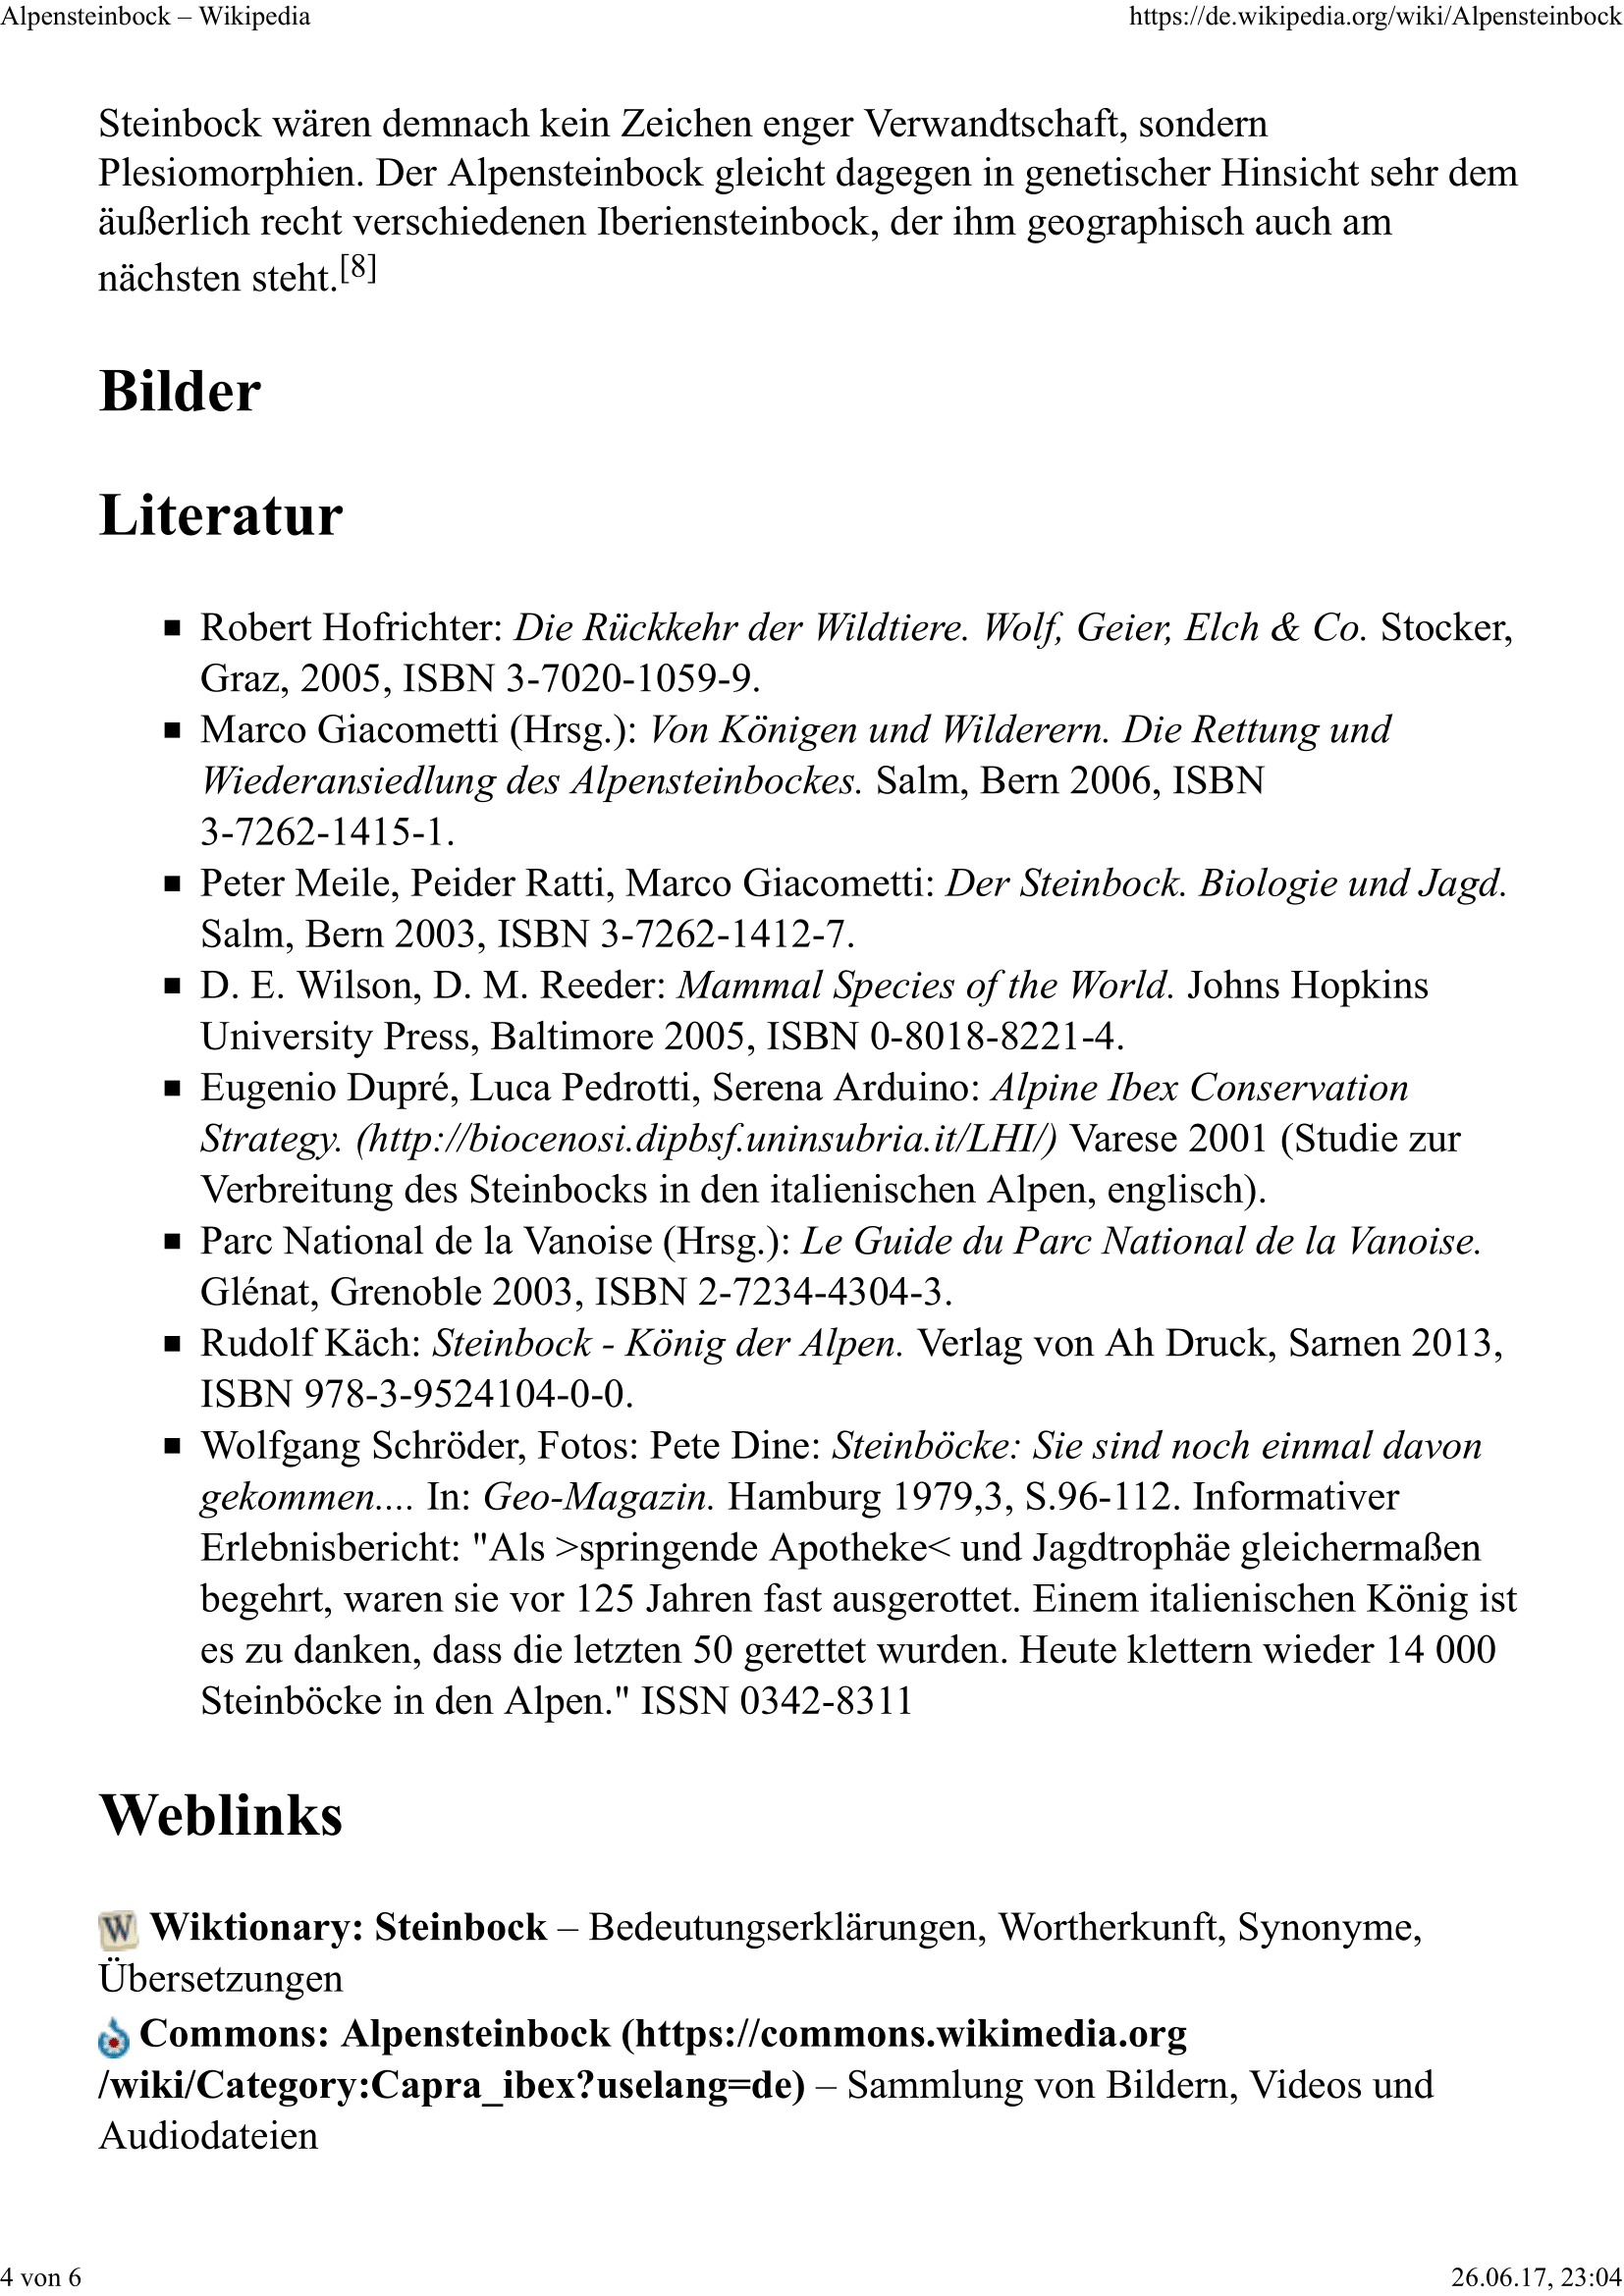 Alpensteinbock – Wikipedia
https://de.wikipedia.org/wiki/Alpensteinbock
Steinbock wären demnach kein Zeichen enger Verwandtschaft, sondern
Plesiomorphien. Der Alpensteinbock gleicht dagegen in genetischer Hinsicht sehr dem
äußerlich recht verschiedenen Iberiensteinbock, der ihm geographisch auch am
nächsten steht.[8]
Bilder
Literatur
■ Robert Hofrichter: Die Rückkehr der Wildtiere. Wolf, Geier, Elch & Co. Stocker,
Graz, 2005, ISBN 3-7020-1059-9.
■ Marco Giacometti (Hrsg.): Von Königen und Wilderern. Die Rettung und
Wiederansiedlung des Alpensteinbockes. Salm, Bern 2006, ISBN
3-7262-1415-1.
■ Peter Meile, Peider Ratti, Marco Giacometti: Der Steinbock. Biologie und Jagd.
Salm, Bern 2003, ISBN 3-7262-1412-7.
■ D. E. Wilson, D. M. Reeder: Mammal Species of the World. Johns Hopkins
University Press, Baltimore 2005, ISBN 0-8018-8221-4.
■ Eugenio Dupré, Luca Pedrotti, Serena Arduino: Alpine Ibex Conservation
Strategy. (http://biocenosi.dipbsf.uninsubria.it/LHI/) Varese 2001 (Studie zur
Verbreitung des Steinbocks in den italienischen Alpen, englisch).
■ Parc National de la Vanoise (Hrsg.): Le Guide du Parc National de la Vanoise.
Glénat, Grenoble 2003, ISBN 2-7234-4304-3.
■ Rudolf Käch: Steinbock - König der Alpen. Verlag von Ah Druck, Sarnen 2013,
ISBN 978-3-9524104-0-0.
■ Wolfgang Schröder, Fotos: Pete Dine: Steinböcke: Sie sind noch einmal davon
gekommen.... In: Geo-Magazin. Hamburg 1979,3, S.96-112. Informativer
Erlebnisbericht: "Als >springende Apotheke< und Jagdtrophäe gleichermaßen
begehrt, waren sie vor 125 Jahren fast ausgerottet. Einem italienischen König ist
es zu danken, dass die letzten 50 gerettet wurden. Heute klettern wieder 14 000
Steinböcke in den Alpen." ISSN 0342-8311
Weblinks
W Wiktionary: Steinbock – Bedeutungserklärungen, Wortherkunft, Synonyme,
Übersetzungen
Commons: Alpensteinbock (https://commons.wikimedia.org
/wiki/Category:Capra_ibex?uselang=de) – Sammlung von Bildern, Videos und
Audiodateien
4 von 6
26.06.17, 23:04